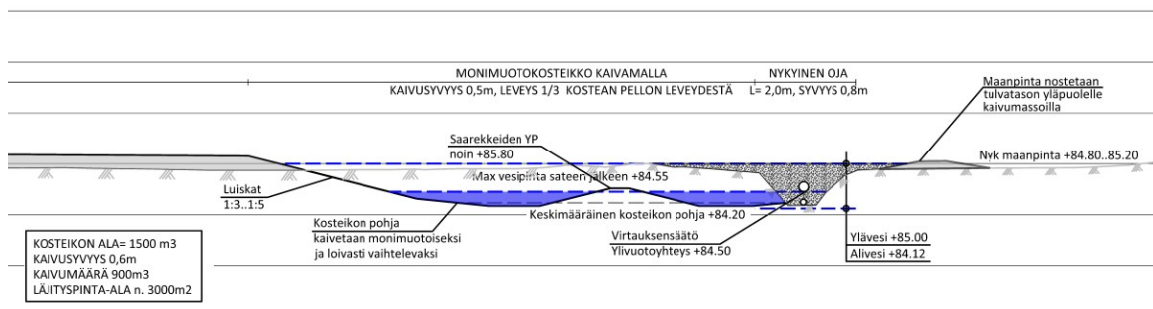 MONIMUOTOKOSTEIKKO KAIVAMALLA
KAIVUSYVYYS 0,5m, LEVEYS 1/3 KOSTEAN PELLON LEVEYDESTÄ
NYKYINEN OJA
L= 2,0m, SYVYYS 0,8m
Maanpinta nostetaan
tulvatason yläpuolelle
kaivumassoilla
Saarekkeiden YP
noin +85.80
Nyk maanpinta +84.80..85.20
Max vesipinta sateen jälkeen +84.55
Luiskat
1:3..1:5
Keskimääräinen kosteikon pohja +84.20
Kosteikon pohja
kaivetaan monimuotoiseksi
ja loivasti vaihtelevaksi
Virtauksensäätö
Ylivuotoyhteys +84.50
Ylävesi +85.00
Alivesi +84.12
KOSTEIKON ALA= 1500 m3
KAIVUSYVYYS 0,6m
KAIVUMÄÄRÄ 900m3
LÄJITYSPINTA-ALA n. 3000m2